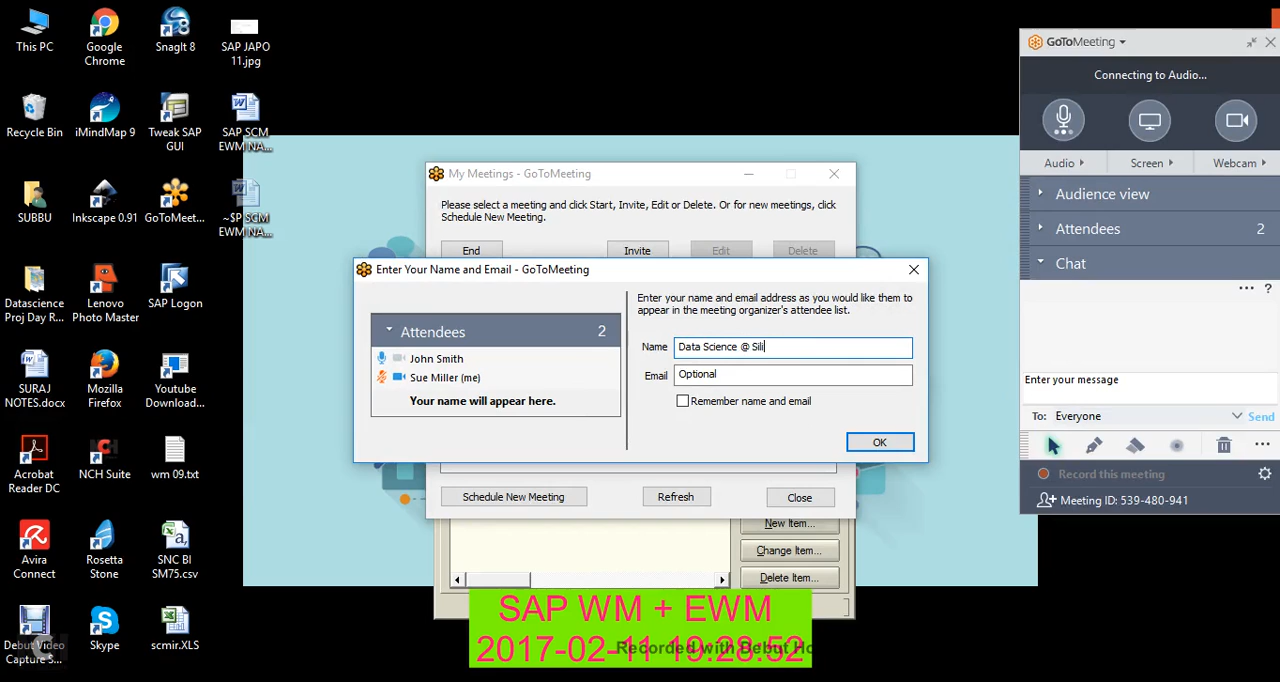 This PC
Google
Chrome
SnagIt 8
SAP JAPO
11.jpg
Recycle Bin
iMindMap 9
Tweak SAP
GUI
SAP SCM
EWM NA...
SUBBU
Inkscape 0.91
GoToMeet...
~SP SCM
EWM NA...
Datascience
Proj Day R...
Lenovo
Photo Master
SAP Logon
SURAJ
NOTES.docx
Mozilla
Firefox
Youtube
Download...
Acrobat
Reader DC
NCH Suite
wm 09.txt
Avira
Connect
Rosetta
Stone
SNC BI
SM75.csv
Debut Video
Capture S...
Skype
scmir.XLS
My Meetings - GoToMeeting
Please select a meeting and click Start, Invite, Edit or Delete. Or for new meetings, click
Schedule New Meeting.
End
Invite
Edit
Delete
Enter Your Name and Email - GoToMeeting
Attendees 2
John Smith
Sue Miller (me)
Your name will appear here.
Enter your name and email address as you would like them to
appear in the meeting organizer's attendee list.
Name Data Science @ Sili
Email Optional
Remember name and email
OK
Schedule New Meeting
Refresh
Close
New Item...
Change Item...
Delete Item...
SAP WM + EWM
2017-02-11 19:28:52
Recorded with Debut Ho
GoToMeeting
Connecting to Audio...
Audio
Screen
Webcam
Audience view
Attendees 2
Chat
... ?
Enter your message
To: Everyone
Send
Record this meeting
Meeting ID: 539-480-941